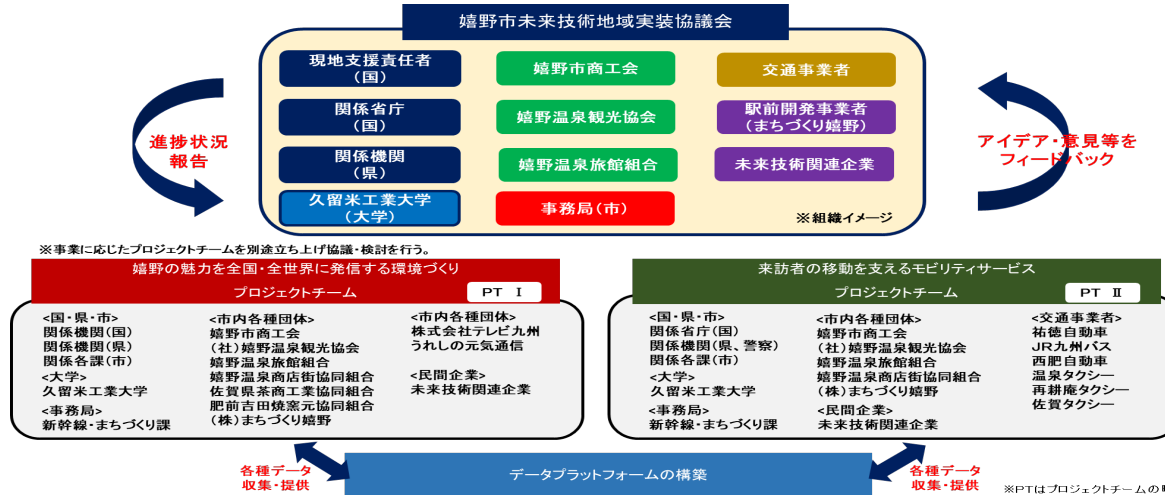 嬉野市未来技術地域実装協議会
現地支援責任者
(国)
嬉野市商工会
交通事業者
関係省庁
(国)
嬉野温泉観光協会
駅前開発事業者
(まちづくり嬉野)
関係機関
(県)
嬉野温泉旅館組合
未来技術関連企業
久留米工業大学
(大学)
事務局(市)
※組織イメージ
進捗状況
報告
アイデア・意見等を
フィードバック
※事業に応じたプロジェクトチームを別途立ち上げ協議・検討を行う。
嬉野の魅力を全国・全世界に発信する環境づくり
プロジェクトチーム
PT Ⅰ
<国・県・市>
関係機関(国)
関係機関(県)
関係各課(市)
<大学>
久留米工業大学
<事務局>
新幹線・まちづくり課
<市内各種団体>
嬉野市商工会
(社)嬉野温泉観光協会
嬉野温泉旅館組合
嬉野温泉商店街協同組合
佐賀県茶商工業協同組合
肥前吉田焼窯元協同組合
(株)まちづくり嬉野
<市内各種団体>
株式会社テレビ九州
うれしの元気通信
<民間企業>
未来技術関連企業
来訪者の移動を支えるモビリティサービス
プロジェクトチーム
PT Ⅱ
<国・県・市>
関係省庁(国)
関係機関(県、警察)
関係各課(市)
<大学>
久留米工業大学
<事務局>
新幹線・まちづくり課
<市内各種団体>
嬉野市商工会
(社)嬉野温泉観光協会
嬉野温泉旅館組合
嬉野温泉商店街協同組合
(株)まちづくり嬉野
<民間企業>
未来技術関連企業
<交通事業者>
祐徳自動車
JR九州バス
西肥自動車
温泉タクシー
再耕庵タクシー
佐賀タクシー
各種データ
収集・提供
データプラットフォームの構築
各種データ
収集・提供
※PTはプロジェクトチームの